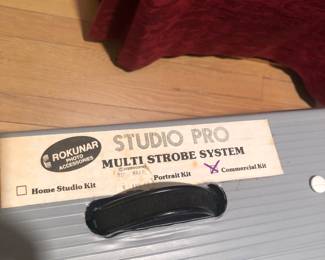 ROKUNAR
PHOTO
ACCESSORIES
STUDIO PRO
MULTI STROBE SYSTEM
Home Studio Kit
Portrait Kit
Commercial Kit